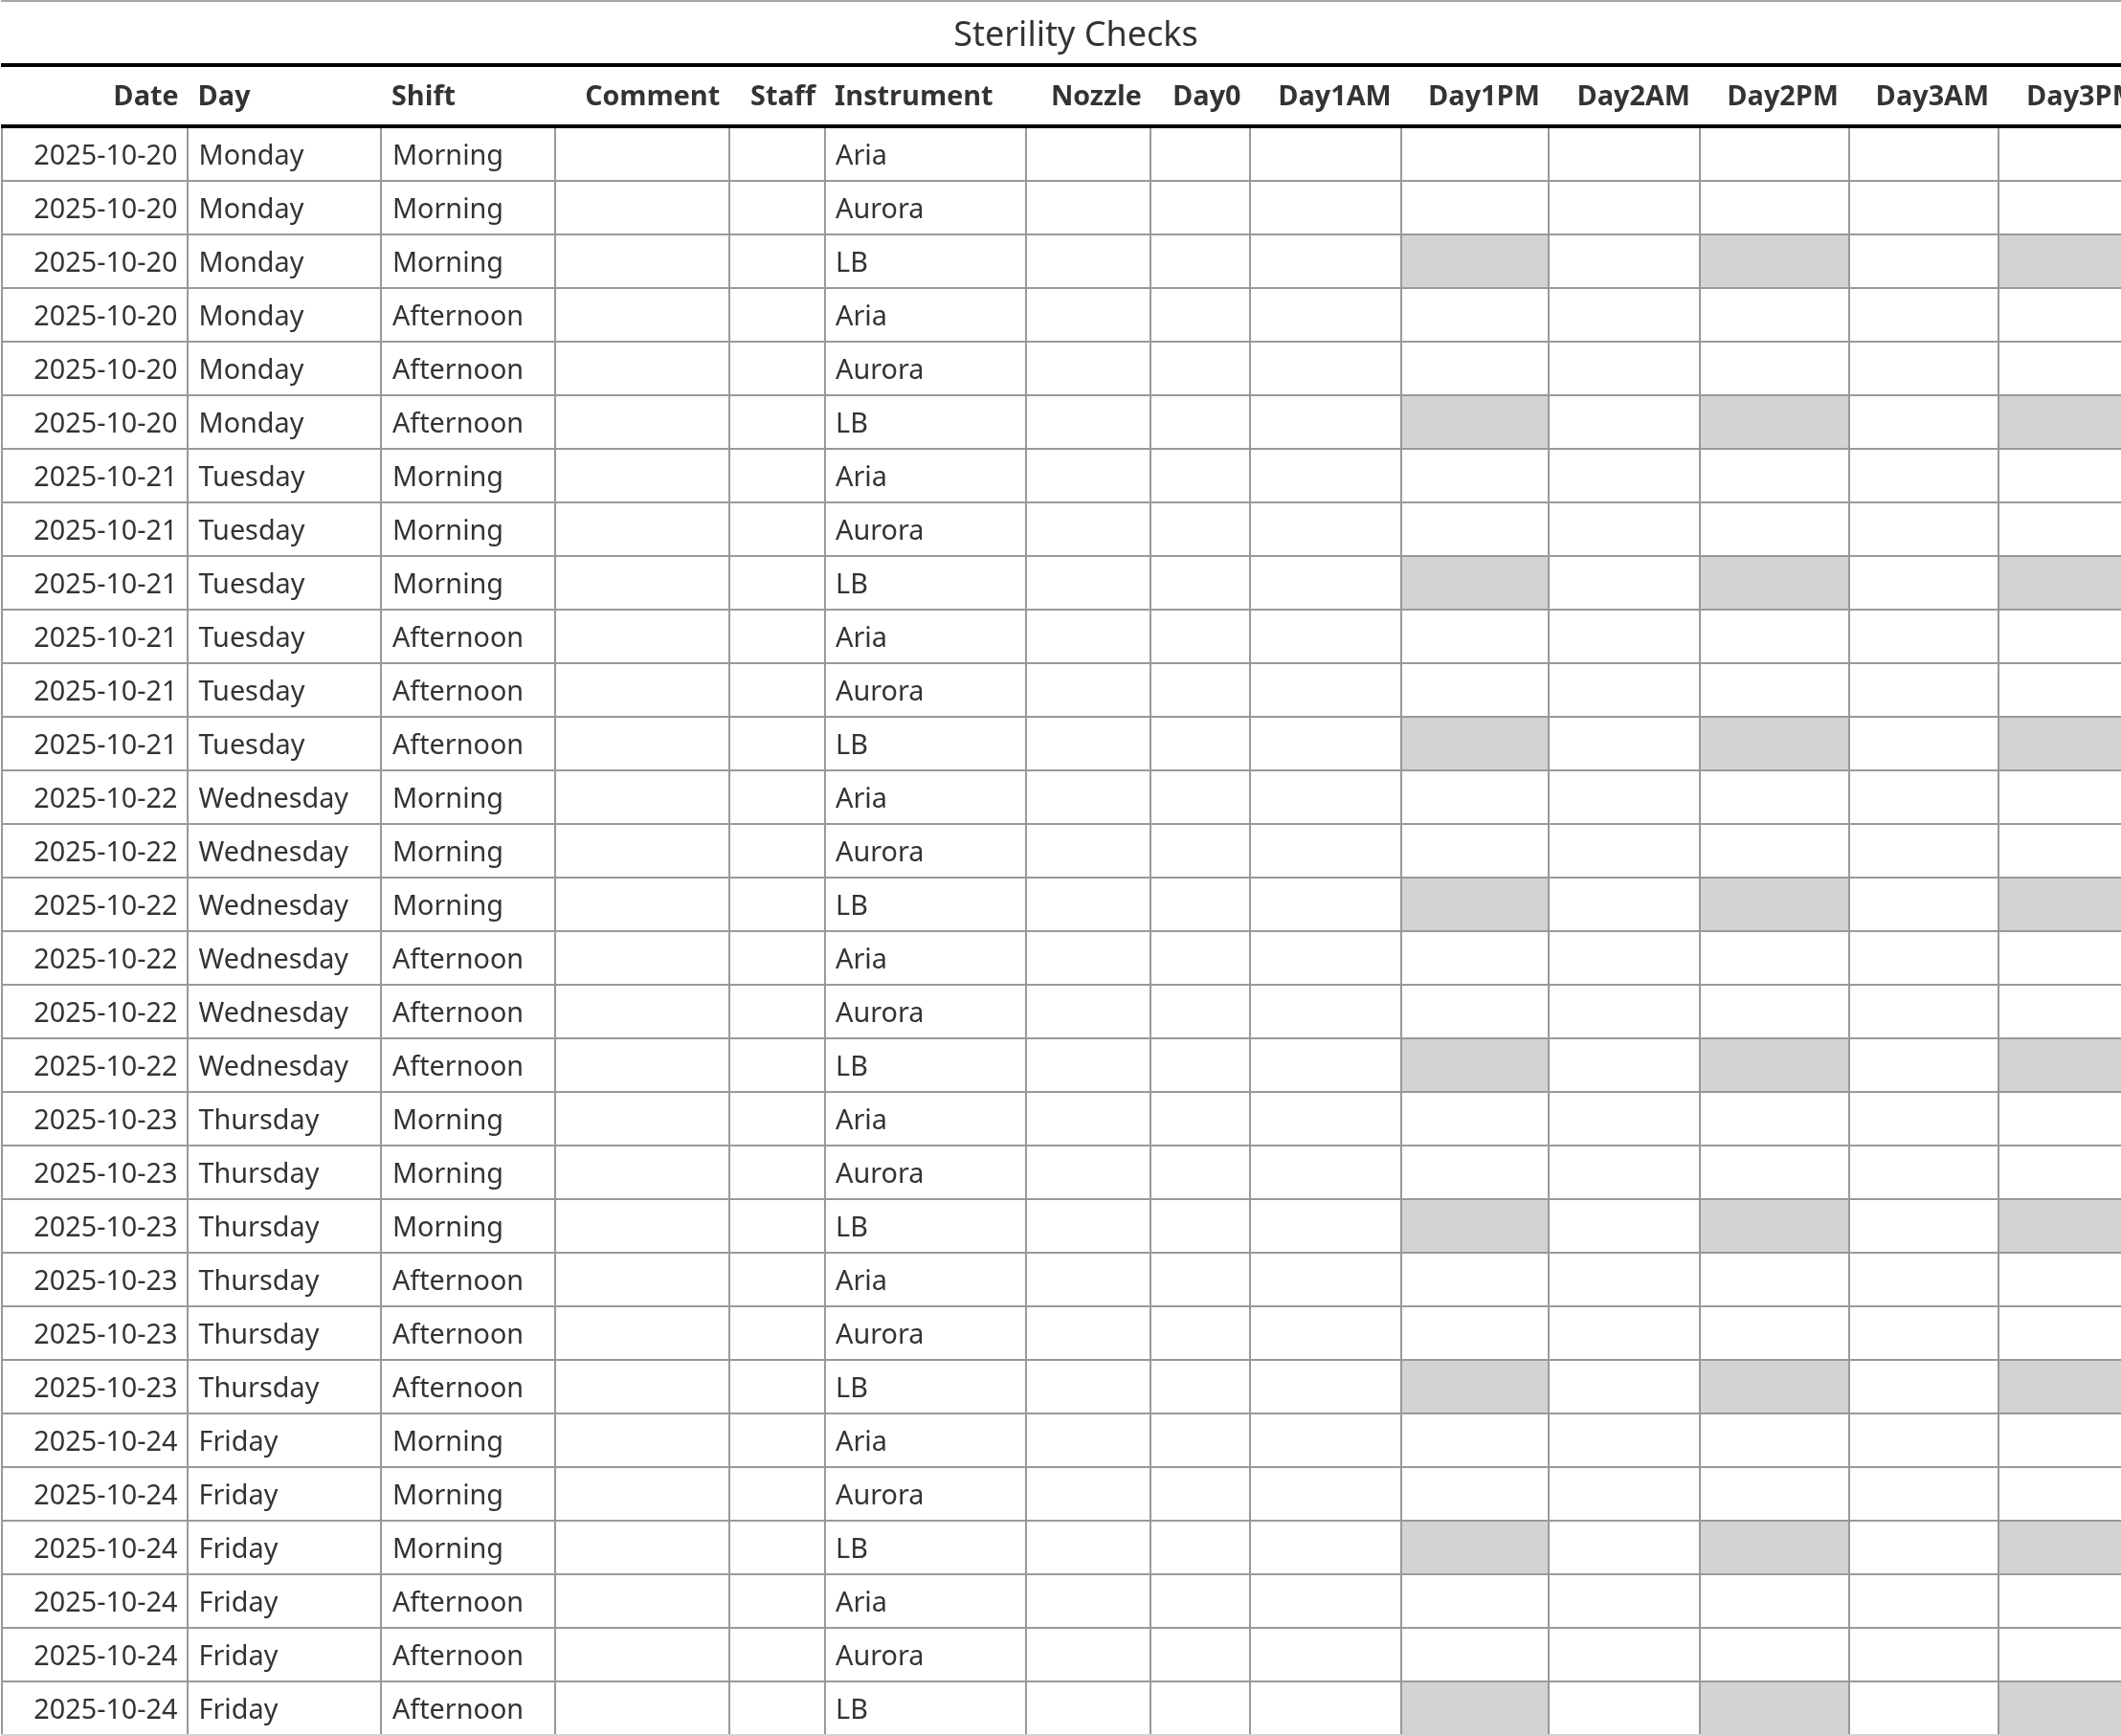 Sterility Checks
Date Day Shift Comment Staff Instrument Nozzle Day0 Day1AM Day1PM Day2AM Day2PM Day3AM Day3PM
2025-10-20 Monday Morning Aria
2025-10-20 Monday Morning Aurora
2025-10-20 Monday Morning LB
2025-10-20 Monday Afternoon Aria
2025-10-20 Monday Afternoon Aurora
2025-10-20 Monday Afternoon LB
2025-10-21 Tuesday Morning Aria
2025-10-21 Tuesday Morning Aurora
2025-10-21 Tuesday Morning LB
2025-10-21 Tuesday Afternoon Aria
2025-10-21 Tuesday Afternoon Aurora
2025-10-21 Tuesday Afternoon LB
2025-10-22 Wednesday Morning Aria
2025-10-22 Wednesday Morning Aurora
2025-10-22 Wednesday Morning LB
2025-10-22 Wednesday Afternoon Aria
2025-10-22 Wednesday Afternoon Aurora
2025-10-22 Wednesday Afternoon LB
2025-10-23 Thursday Morning Aria
2025-10-23 Thursday Morning Aurora
2025-10-23 Thursday Morning LB
2025-10-23 Thursday Afternoon Aria
2025-10-23 Thursday Afternoon Aurora
2025-10-23 Thursday Afternoon LB
2025-10-24 Friday Morning Aria
2025-10-24 Friday Morning Aurora
2025-10-24 Friday Morning LB
2025-10-24 Friday Afternoon Aria
2025-10-24 Friday Afternoon Aurora
2025-10-24 Friday Afternoon LB